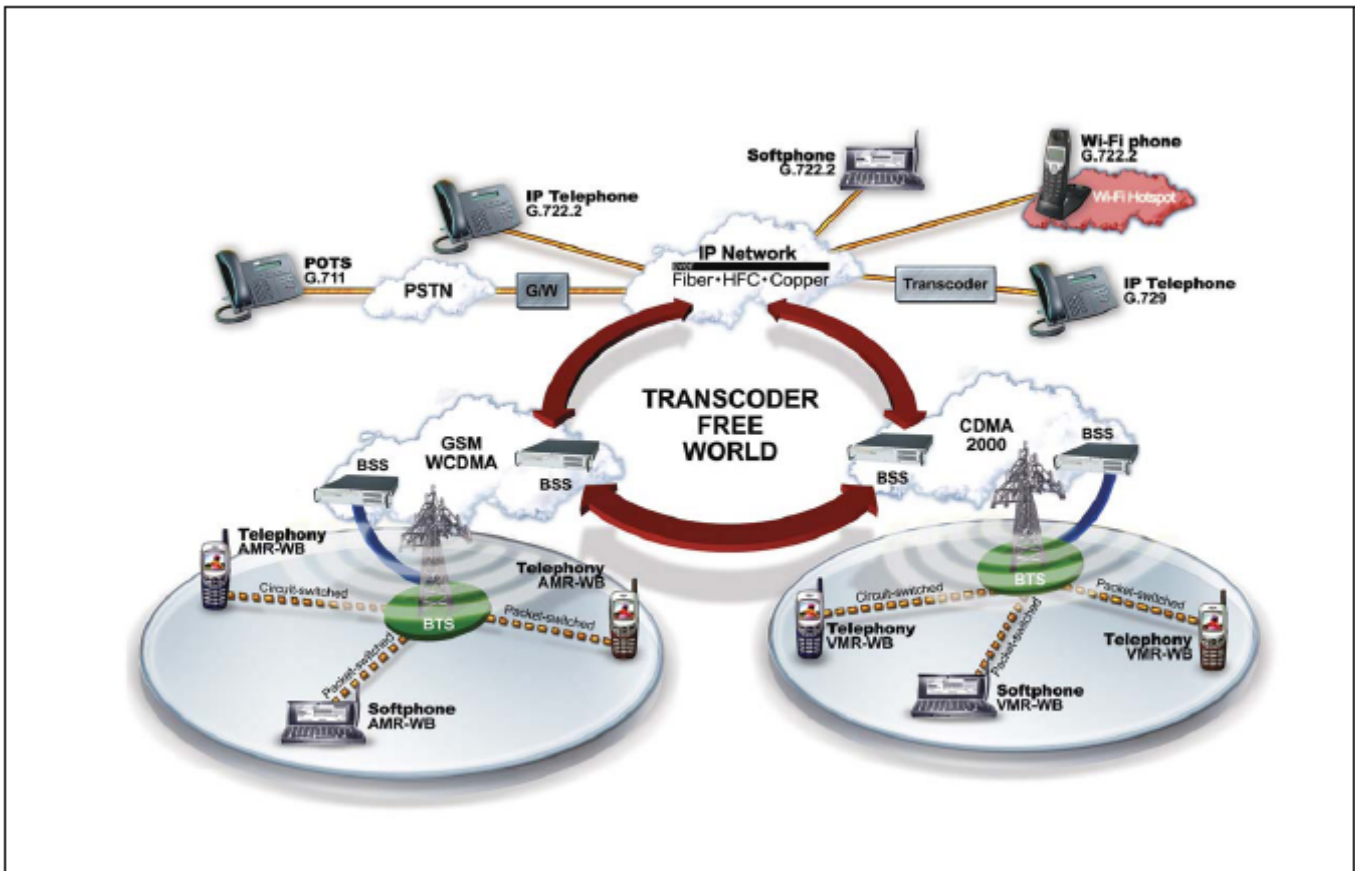 Softphone
G.722.2
Wi-Fi phone
G.722.2
Wi-Fi Hotspot
IP Telephone
G.722.2
POTS
G.711
PSTN
G/W
IP Network
over
Fiber•HFC•Copper
Transcoder
IP Telephone
G.729
TRANSCODER
FREE
WORLD
GSM
WCDMA
BSS
BSS
CDMA
2000
BSS
BSS
Telephony
AMR-WB
Circuit-switched
Telephony
AMR-WB
Packet-switched
BTS
Packet-switched
Softphone
AMR-WB
BTS
Circuit-switched
Packet-switched
Telephony
VMR-WB
Packet-switched
Telephony
VMR-WB
Softphone
VMR-WB